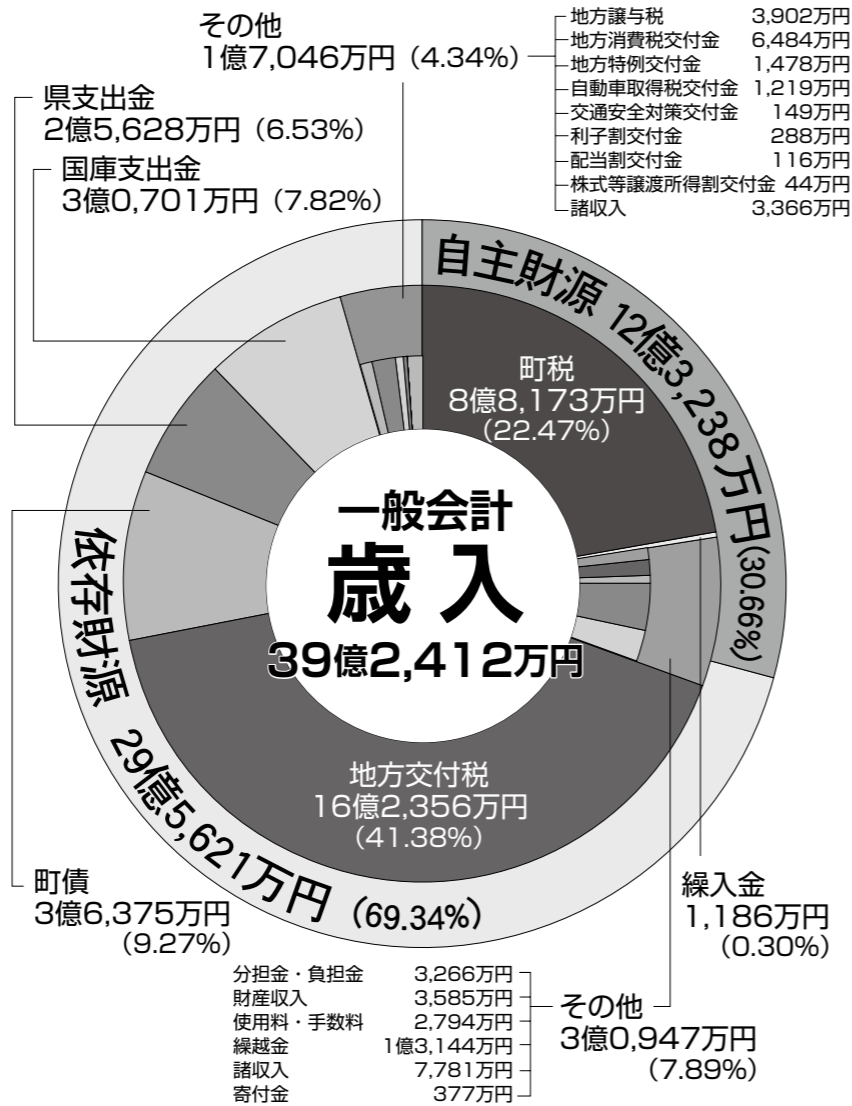 その他
1億7,046万円（4.34%）
地方譲与税 3,902万円
地方消費税交付金 6,484万円
地方特例交付金 1,478万円
自動車取得税交付金 1,219万円
交通安全対策交付金 149万円
利子割交付金 288万円
配当割交付金 116万円
株式等譲渡所得割交付金 44万円
諸収入 3,366万円
県支出金
2億5,628万円（6.53%）
国庫支出金
3億0,701万円（7.82%）
自主財源 12億3,238万円(30.66%)
町税
8億8,173万円
（22.47%）
一般会計
歳入
39億2,412万円
依存財源 29億5,621万円（69.34%）
地方交付税
16億2,356万円
（41.38%）
町債
3億6,375万円
（9.27%）
繰入金
1,186万円
（0.30%）
その他
3億0,947万円
（7.89%）
分担金・負担金 3,266万円
財産収入 3,585万円
使用料・手数料 2,794万円
繰越金 1億3,144万円
諸収入 7,781万円
寄付金 377万円